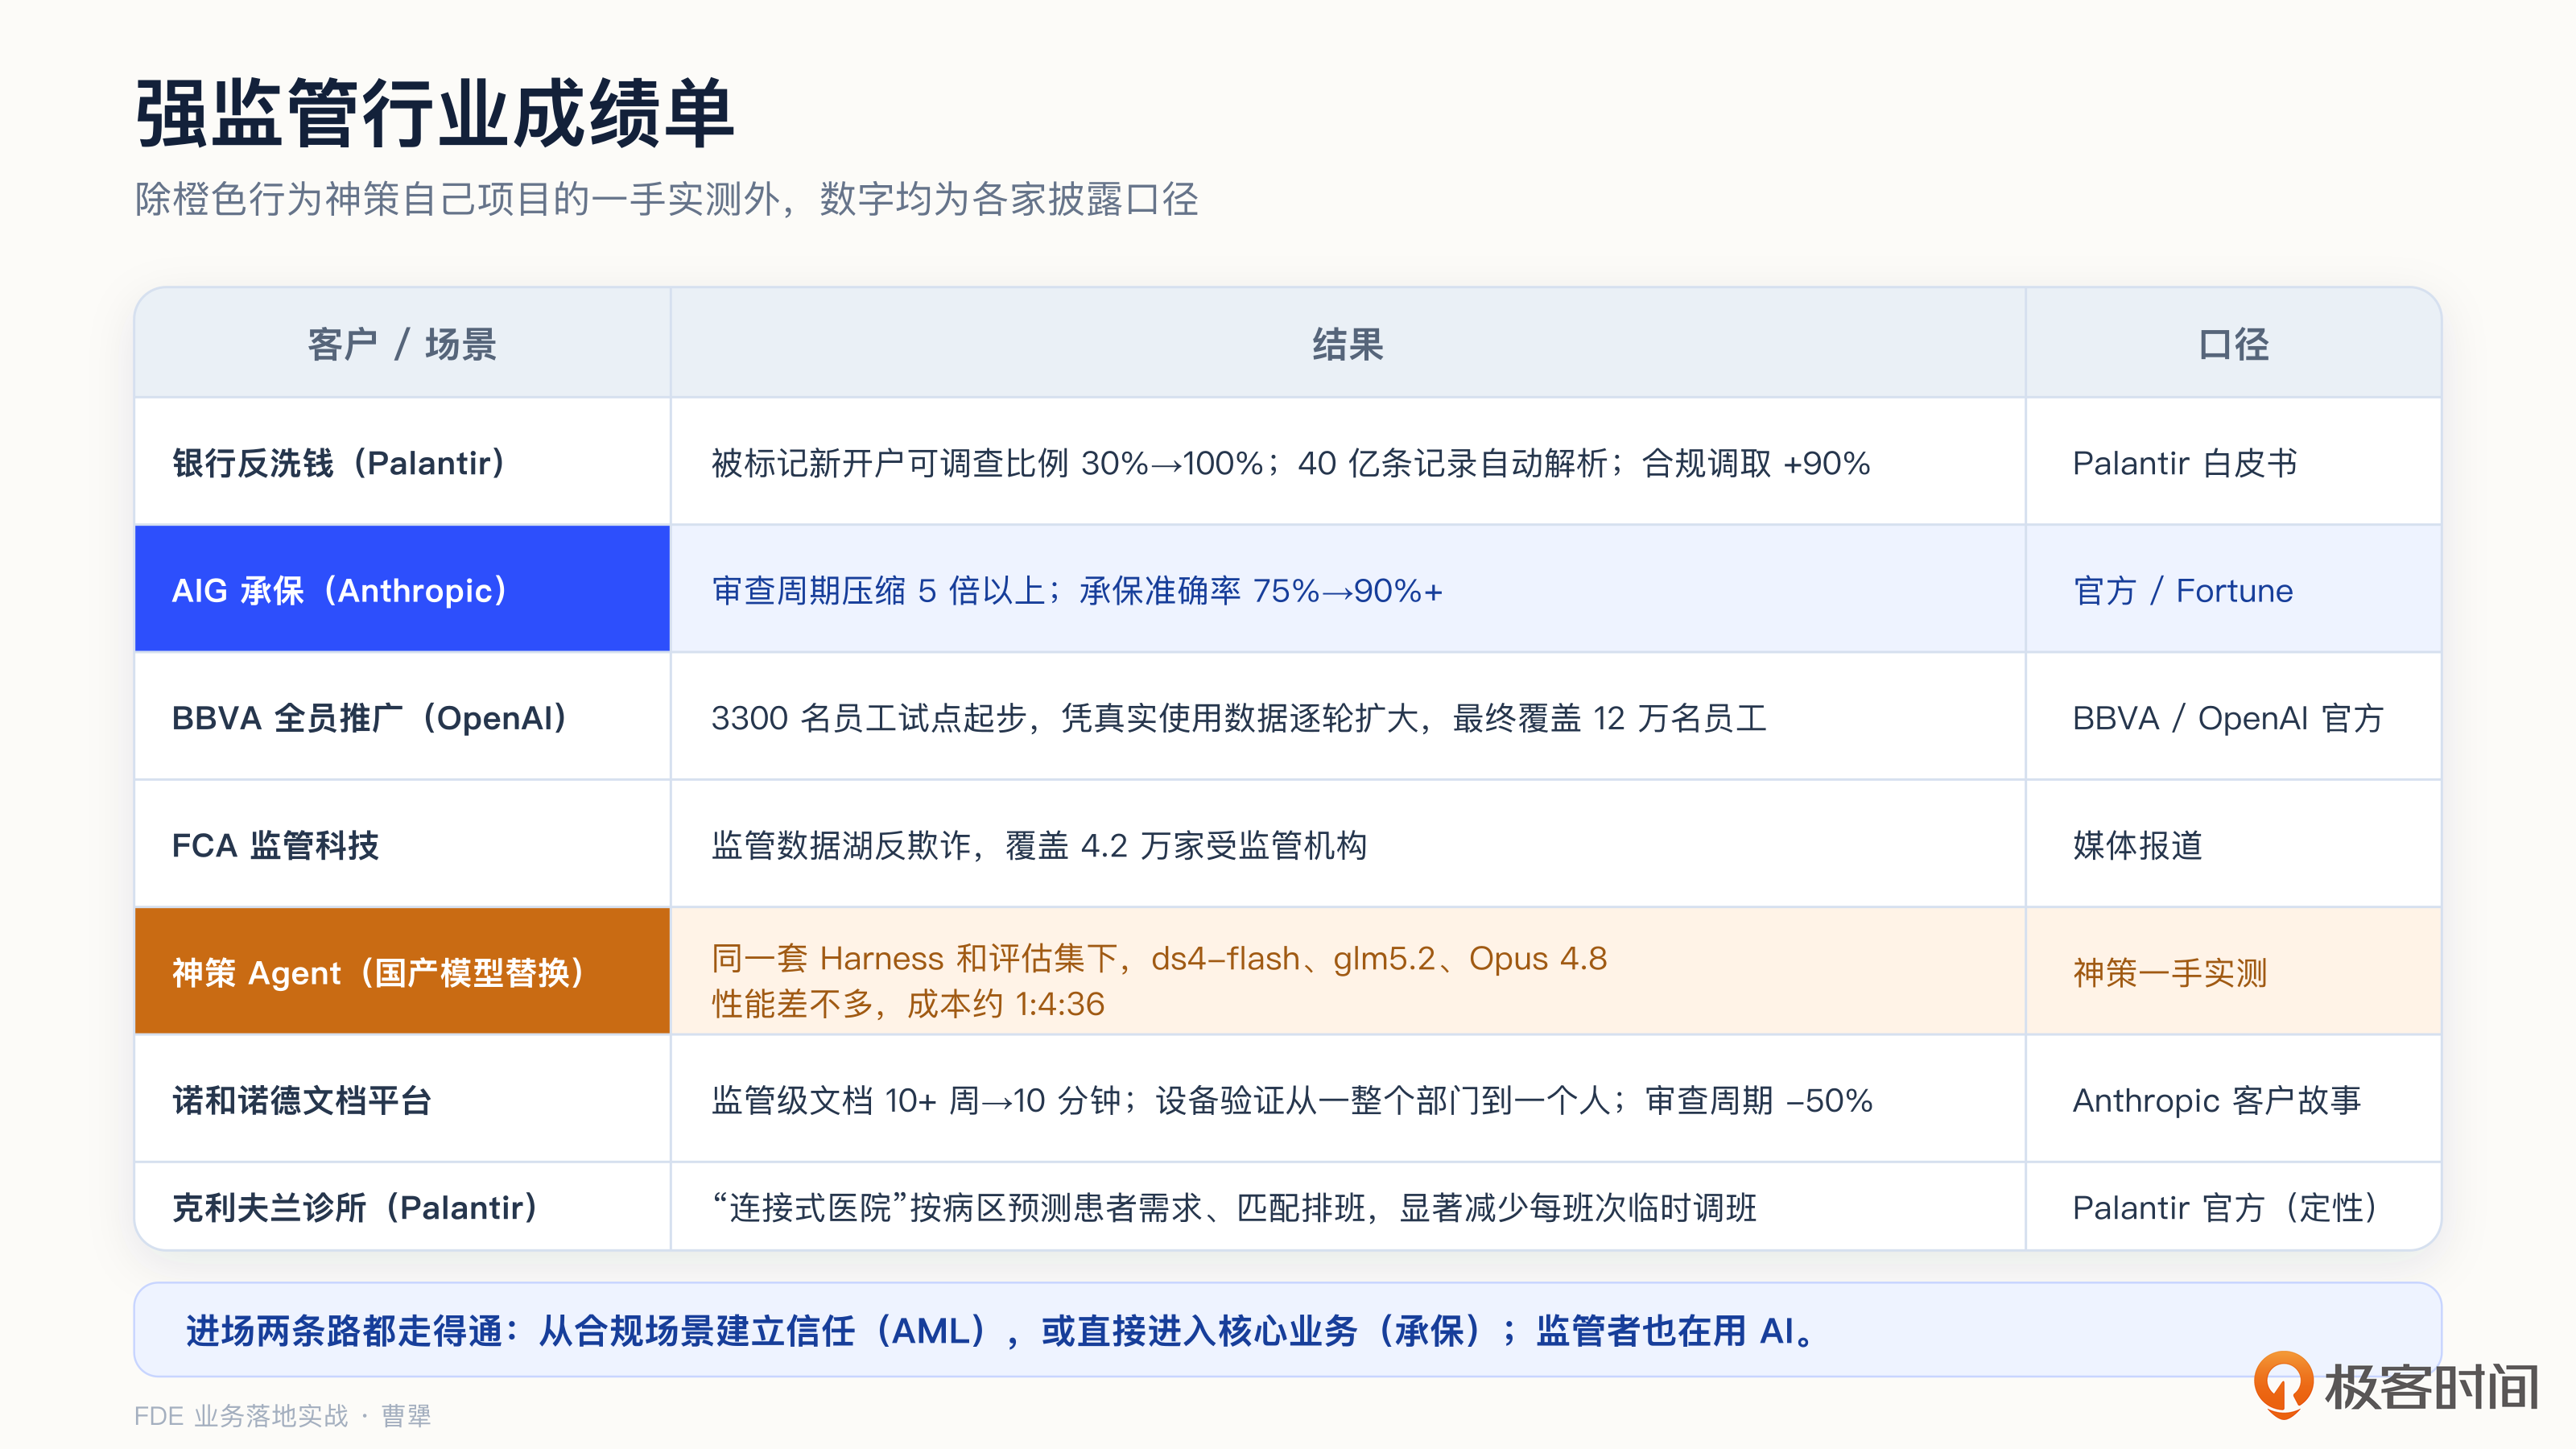 强监管行业成绩单
除橙色行为神策自己项目的一手实测外，数字均为各家披露口径
客户 / 场景
结果
口径
银行反洗钱（Palantir）
被标记新开户可调查比例 30%→100%；40 亿条记录自动解析；合规调取 +90%
Palantir 白皮书
AIG 承保（Anthropic）
审查周期压缩 5 倍以上；承保准确率 75%→90%+
官方 / Fortune
BBVA 全员推广（OpenAI）
3300 名员工试点起步，凭真实使用数据逐轮扩大，最终覆盖 12 万名员工
BBVA / OpenAI 官方
FCA 监管科技
监管数据湖反欺诈，覆盖 4.2 万家受监管机构
媒体报道
神策 Agent（国产模型替换）
同一套 Harness 和评估集下，ds4-flash、glm5.2、Opus 4.8
性能差不多，成本约 1:4:36
神策一手实测
诺和诺德文档平台
监管级文档 10+ 周→10 分钟；设备验证从一整个部门到一个人；审查周期 -50%
Anthropic 客户故事
克利夫兰诊所（Palantir）
“连接式医院”按病区预测患者需求、匹配排班，显著减少每班次临时调班
Palantir 官方（定性）
进场两条路都走得通：从合规场景建立信任（AML），或直接进入核心业务（承保）；监管者也在用 AI。
FDE 业务落地实战 · 曹犟
极客时间